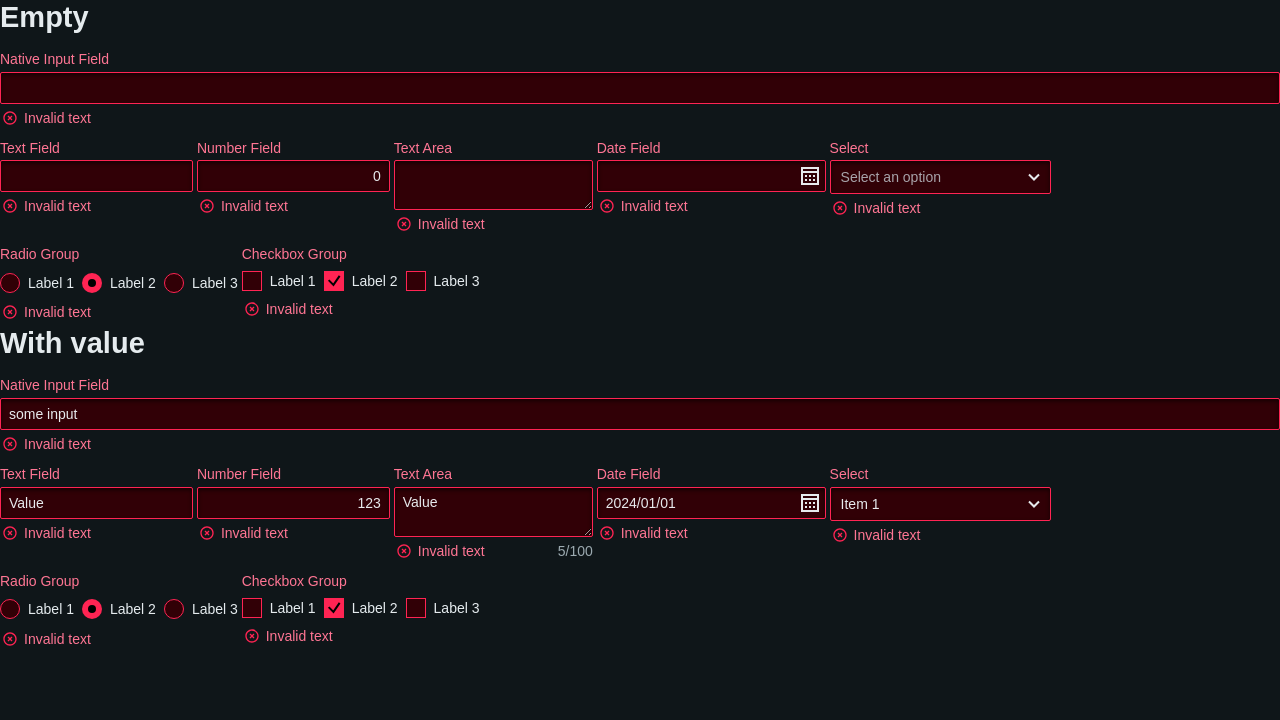 Empty
Native Input Field
Invalid text
Text Field Number Field Text Area Date Field Select
0 Select an option
Invalid text Invalid text Invalid text Invalid text
Invalid text
Radio Group Checkbox Group
Label 1 Label 2 Label 3 Label 1 Label 2 Label 3
Invalid text Invalid text
With value
Native Input Field
some input
Invalid text
Text Field Number Field Text Area Date Field Select
Value 123 Value 2024/01/01 Item 1
Invalid text Invalid text Invalid text Invalid text
Invalid text 5/100
Radio Group Checkbox Group
Label 1 Label 2 Label 3 Label 1 Label 2 Label 3
Invalid text Invalid text